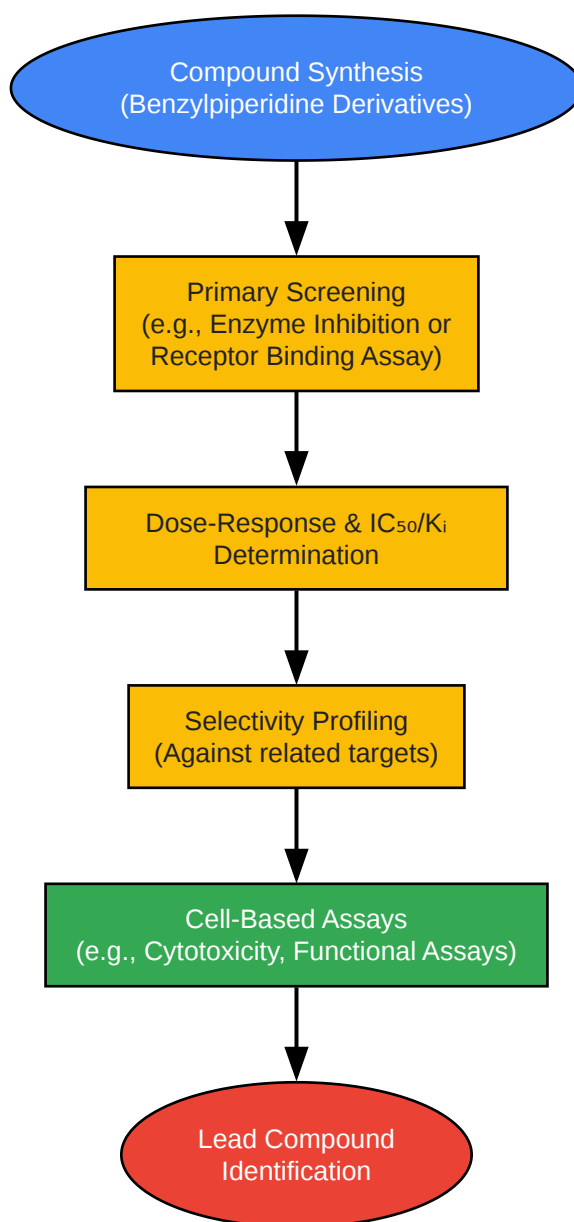 Compound Synthesis
(Benzylpiperidine Derivatives)
Primary Screening
(e.g., Enzyme Inhibition or
Receptor Binding Assay)
Dose-Response & IC₅₀/Kᵢ
Determination
Selectivity Profiling
(Against related targets)
Cell-Based Assays
(e.g., Cytotoxicity, Functional Assays)
Lead Compound
Identification